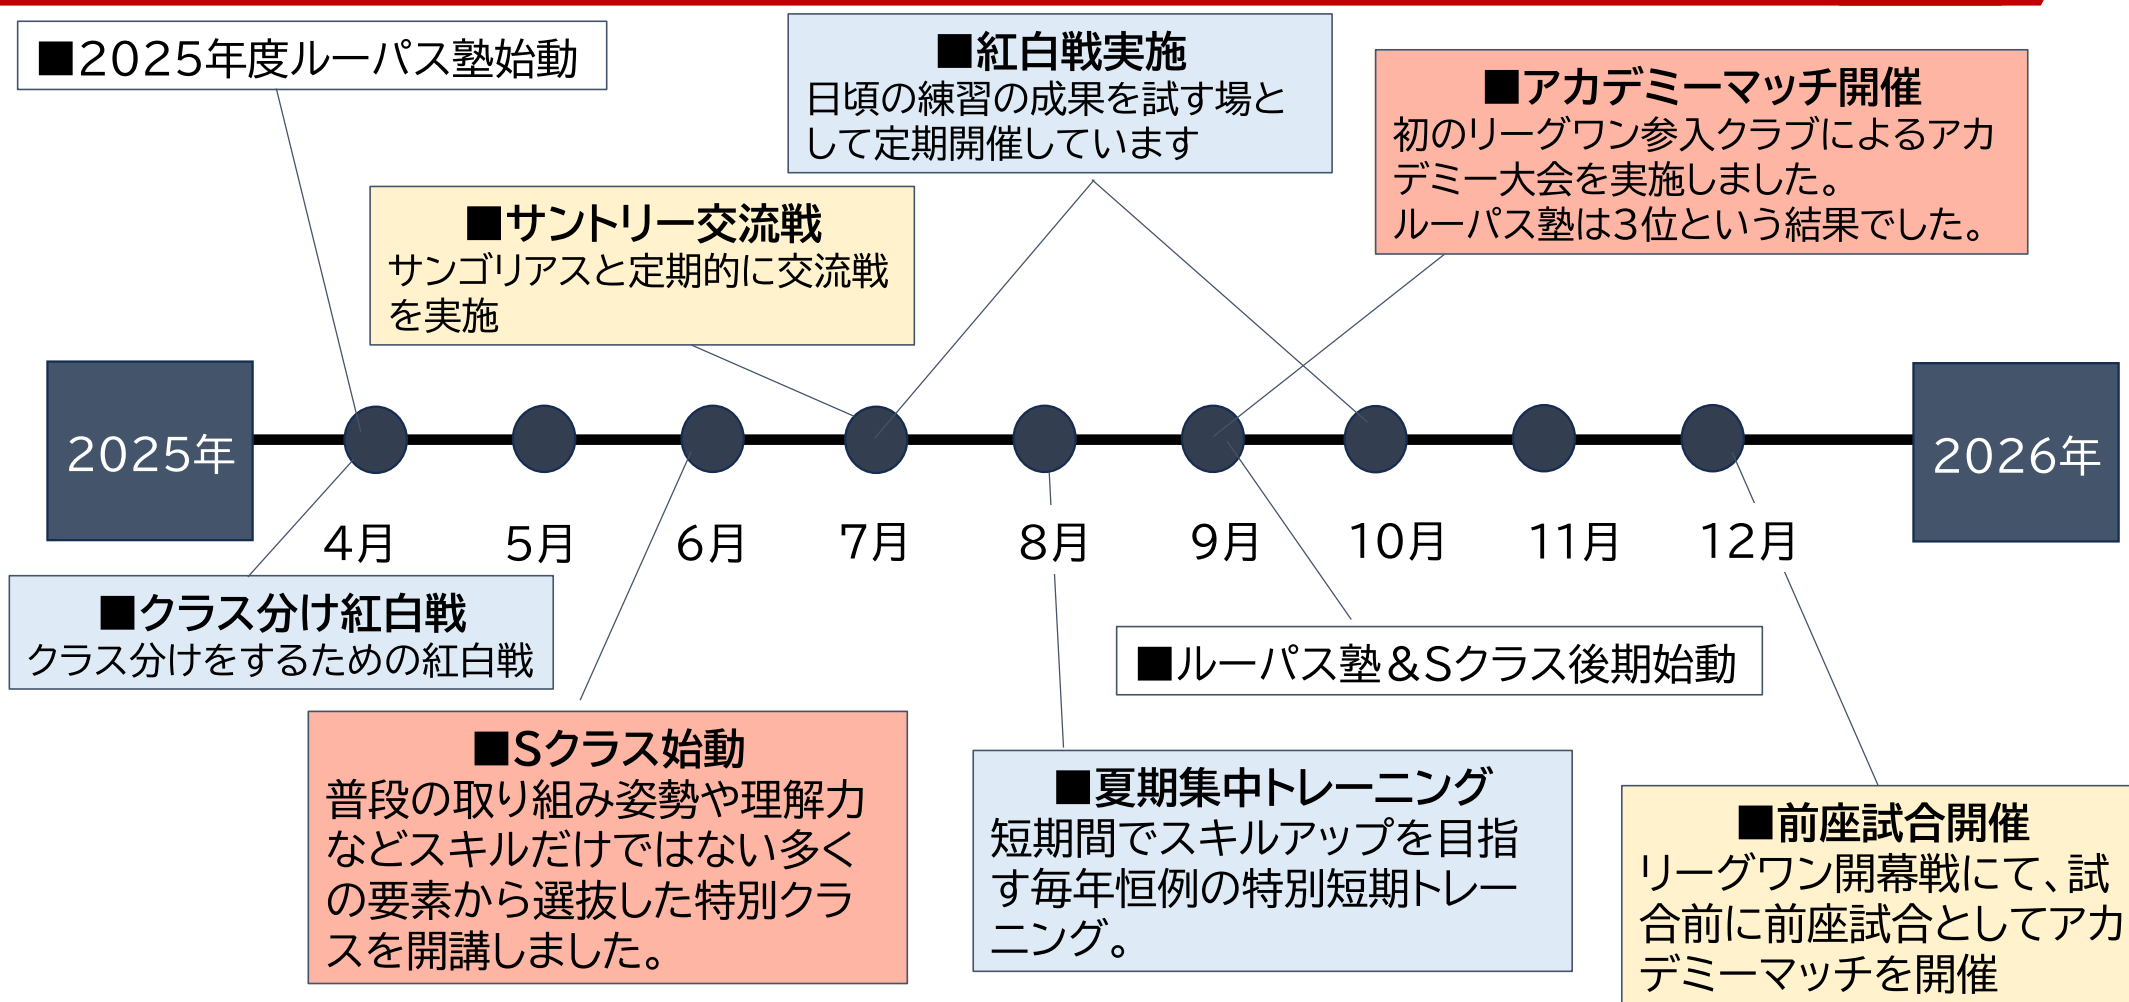 ■2025年度ルーパス塾始動
■紅白戦実施
日頃の練習の成果を試す場と
して定期開催しています
■アカデミーマッチ開催
初のリーグワン参入クラブによるアカ
デミー大会を実施しました。
ルーパス塾は3位という結果でした。
■サントリー交流戦
サンゴリアスと定期的に交流戦
を実施
2025年
2026年
4月
5月
6月
7月
8月
9月
10月
11月
12月
■クラス分け紅白戦
クラス分けをするための紅白戦
■ルーパス塾＆Sクラス後期始動
■Sクラス始動
普段の取り組み姿勢や理解力
などスキルだけではない多く
の要素から選抜した特別クラ
スを開講しました。
■夏期集中トレーニング
短期間でスキルアップを目指
す毎年恒例の特別短期トレー
ニング。
■前座試合開催
リーグワン開幕戦にて、試
合前に前座試合としてアカ
デミーマッチを開催